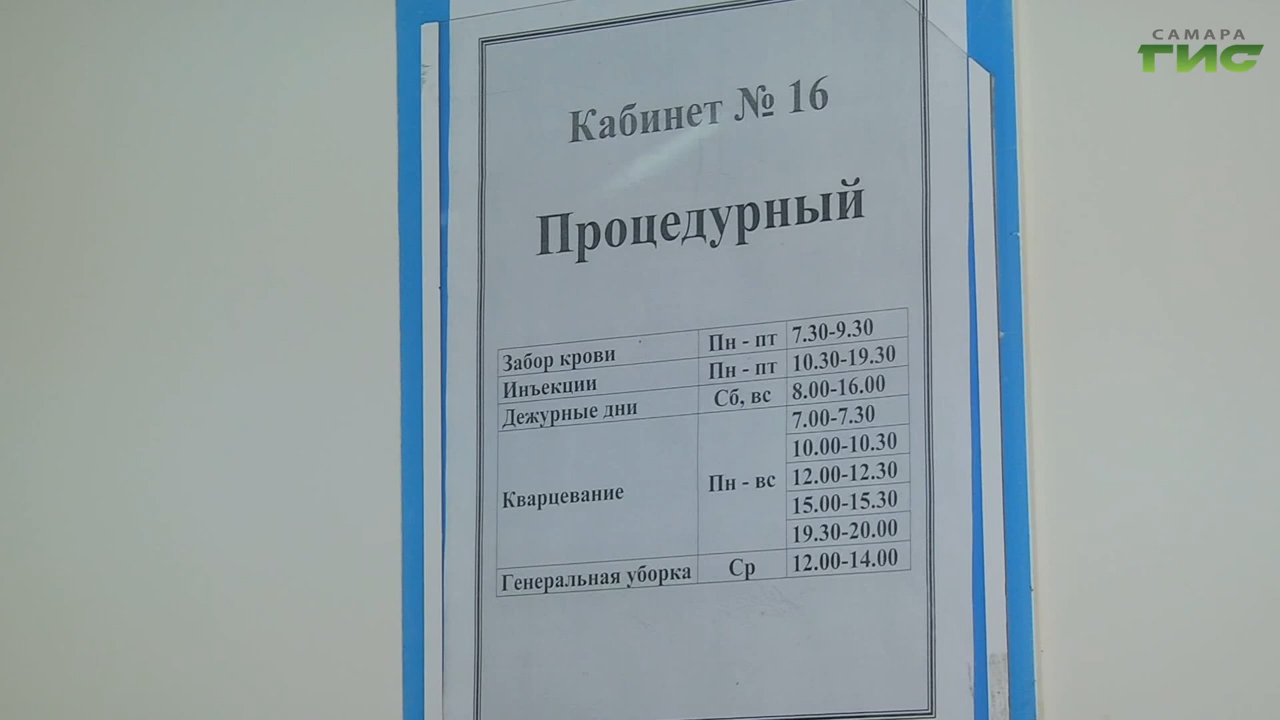 САМАРА
ГИС
Кабинет № 16
Процедурный
Забор крови Пн - пт 7.30-9.30
Инъекции Пн - пт 10.30-19.30
Дежурные дни Сб, вс 8.00-16.00
Кварцевание Пн - вс 7.00-7.30
10.00-10.30
12.00-12.30
15.00-15.30
19.30-20.00
Генеральная уборка Ср 12.00-14.00